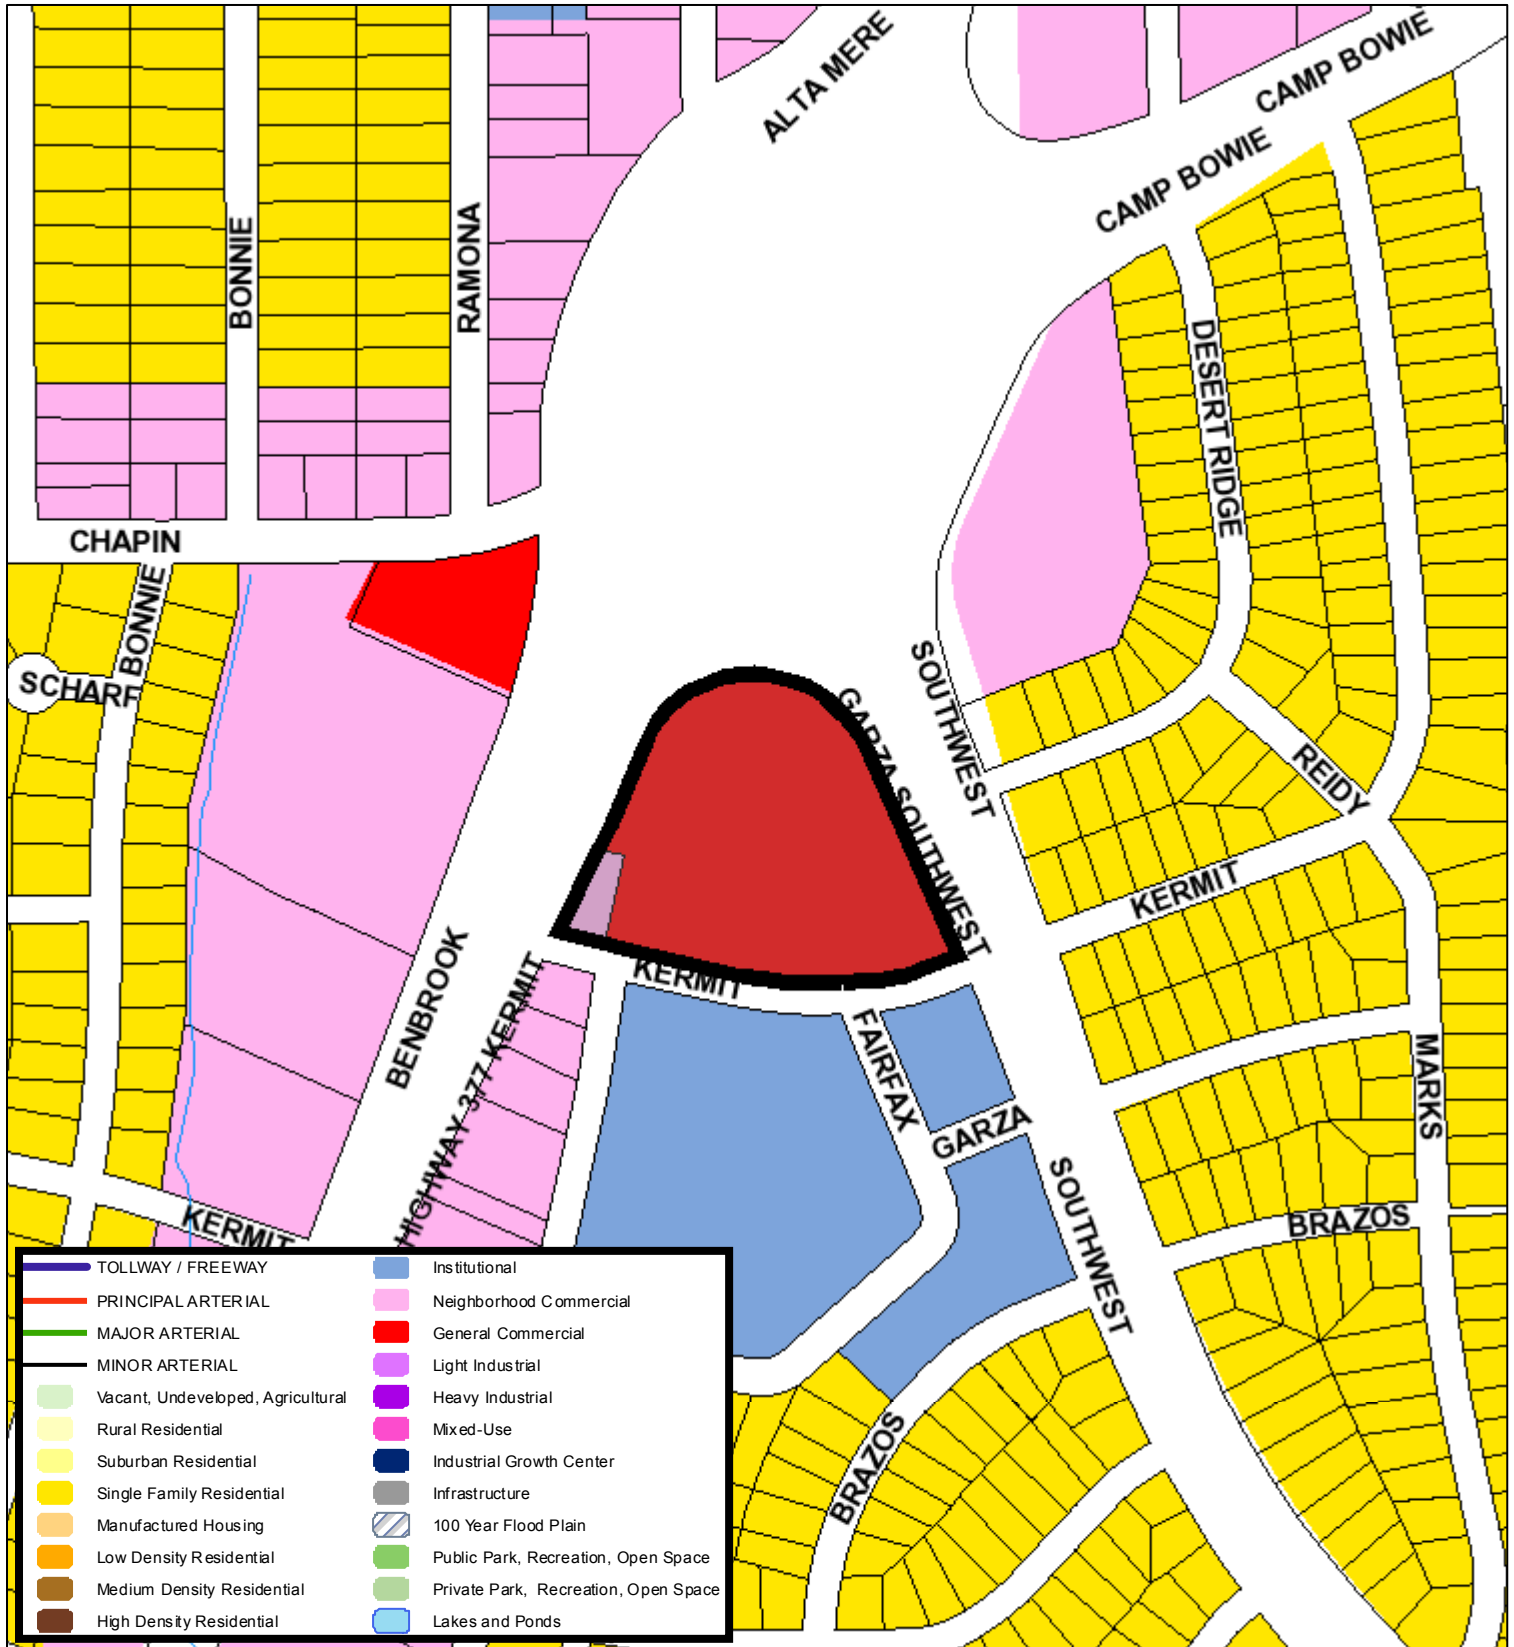 ALTA MERE
CAMP BOWIE
CAMP BOWIE
BONNIE
RAMONA
DESERT RIDGE
CHAPIN
BONNIE
SCHARF
SOUTHWEST
GARZA SOUTHWEST
REIDY
KERMIT
BENBROOK
HIGHWAY 377 KERMIT
KERMIT
FAIRFAX
GARZA
MARKS
SOUTHWEST
BRAZOS
KERMIT
BRAZOS
TOLLWAY / FREEWAY
PRINCIPAL ARTERIAL
MAJOR ARTERIAL
MINOR ARTERIAL
Vacant, Undeveloped, Agricultural
Rural Residential
Suburban Residential
Single Family Residential
Manufactured Housing
Low Density Residential
Medium Density Residential
High Density Residential
Institutional
Neighborhood Commercial
General Commercial
Light Industrial
Heavy Industrial
Mixed-Use
Industrial Growth Center
Infrastructure
100 Year Flood Plain
Public Park, Recreation, Open Space
Private Park, Recreation, Open Space
Lakes and Ponds